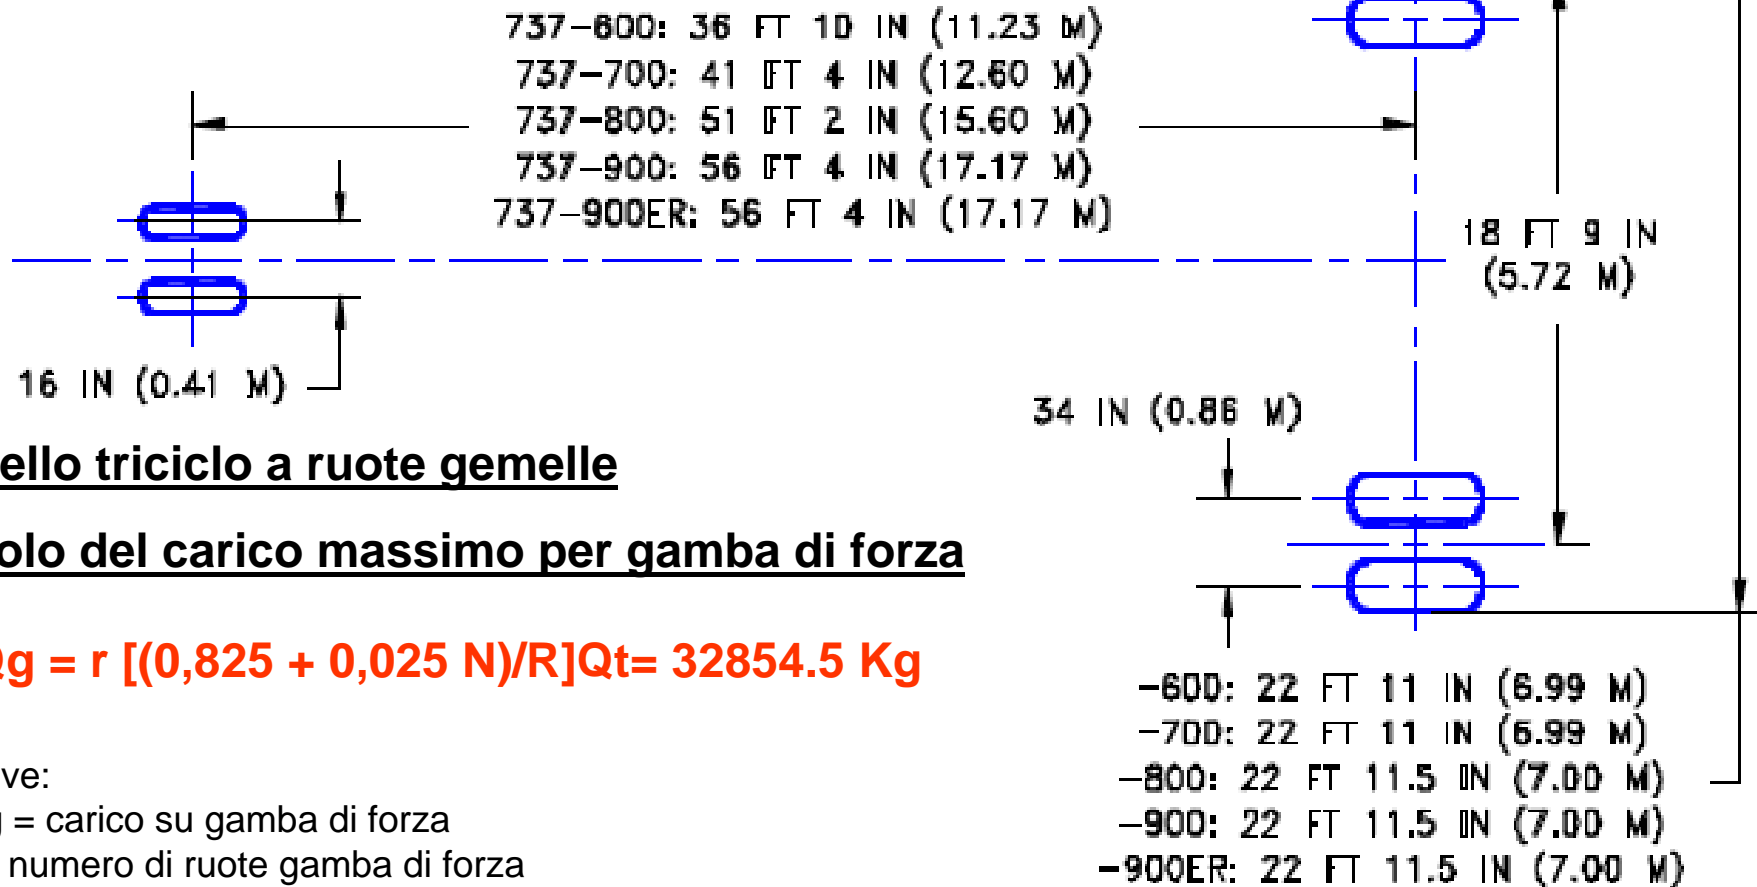 737-600: 36 FT 10 IN (11.23 M)
737-700: 41 FT 4 IN (12.60 M)
737-800: 51 FT 2 IN (15.60 M)
737-900: 56 FT 4 IN (17.17 M)
737-900ER: 56 FT 4 IN (17.17 M)
18 FT 9 IN
(5.72 M)
16 IN (0.41 M)
34 IN (0.86 M)
ello triciclo a ruote gemelle
olo del carico massimo per gamba di forza
Qg = r [(0,825 + 0,025 N)/R]Qt= 32854.5 Kg
-600: 22 FT 11 IN (6.99 M)
-700: 22 FT 11 IN (6.99 M)
-800: 22 FT 11.5 IN (7.00 M)
-900: 22 FT 11.5 IN (7.00 M)
-900ER: 22 FT 11.5 IN (7.00 M)
ve:
g = carico su gamba di forza
numero di ruote gamba di forza